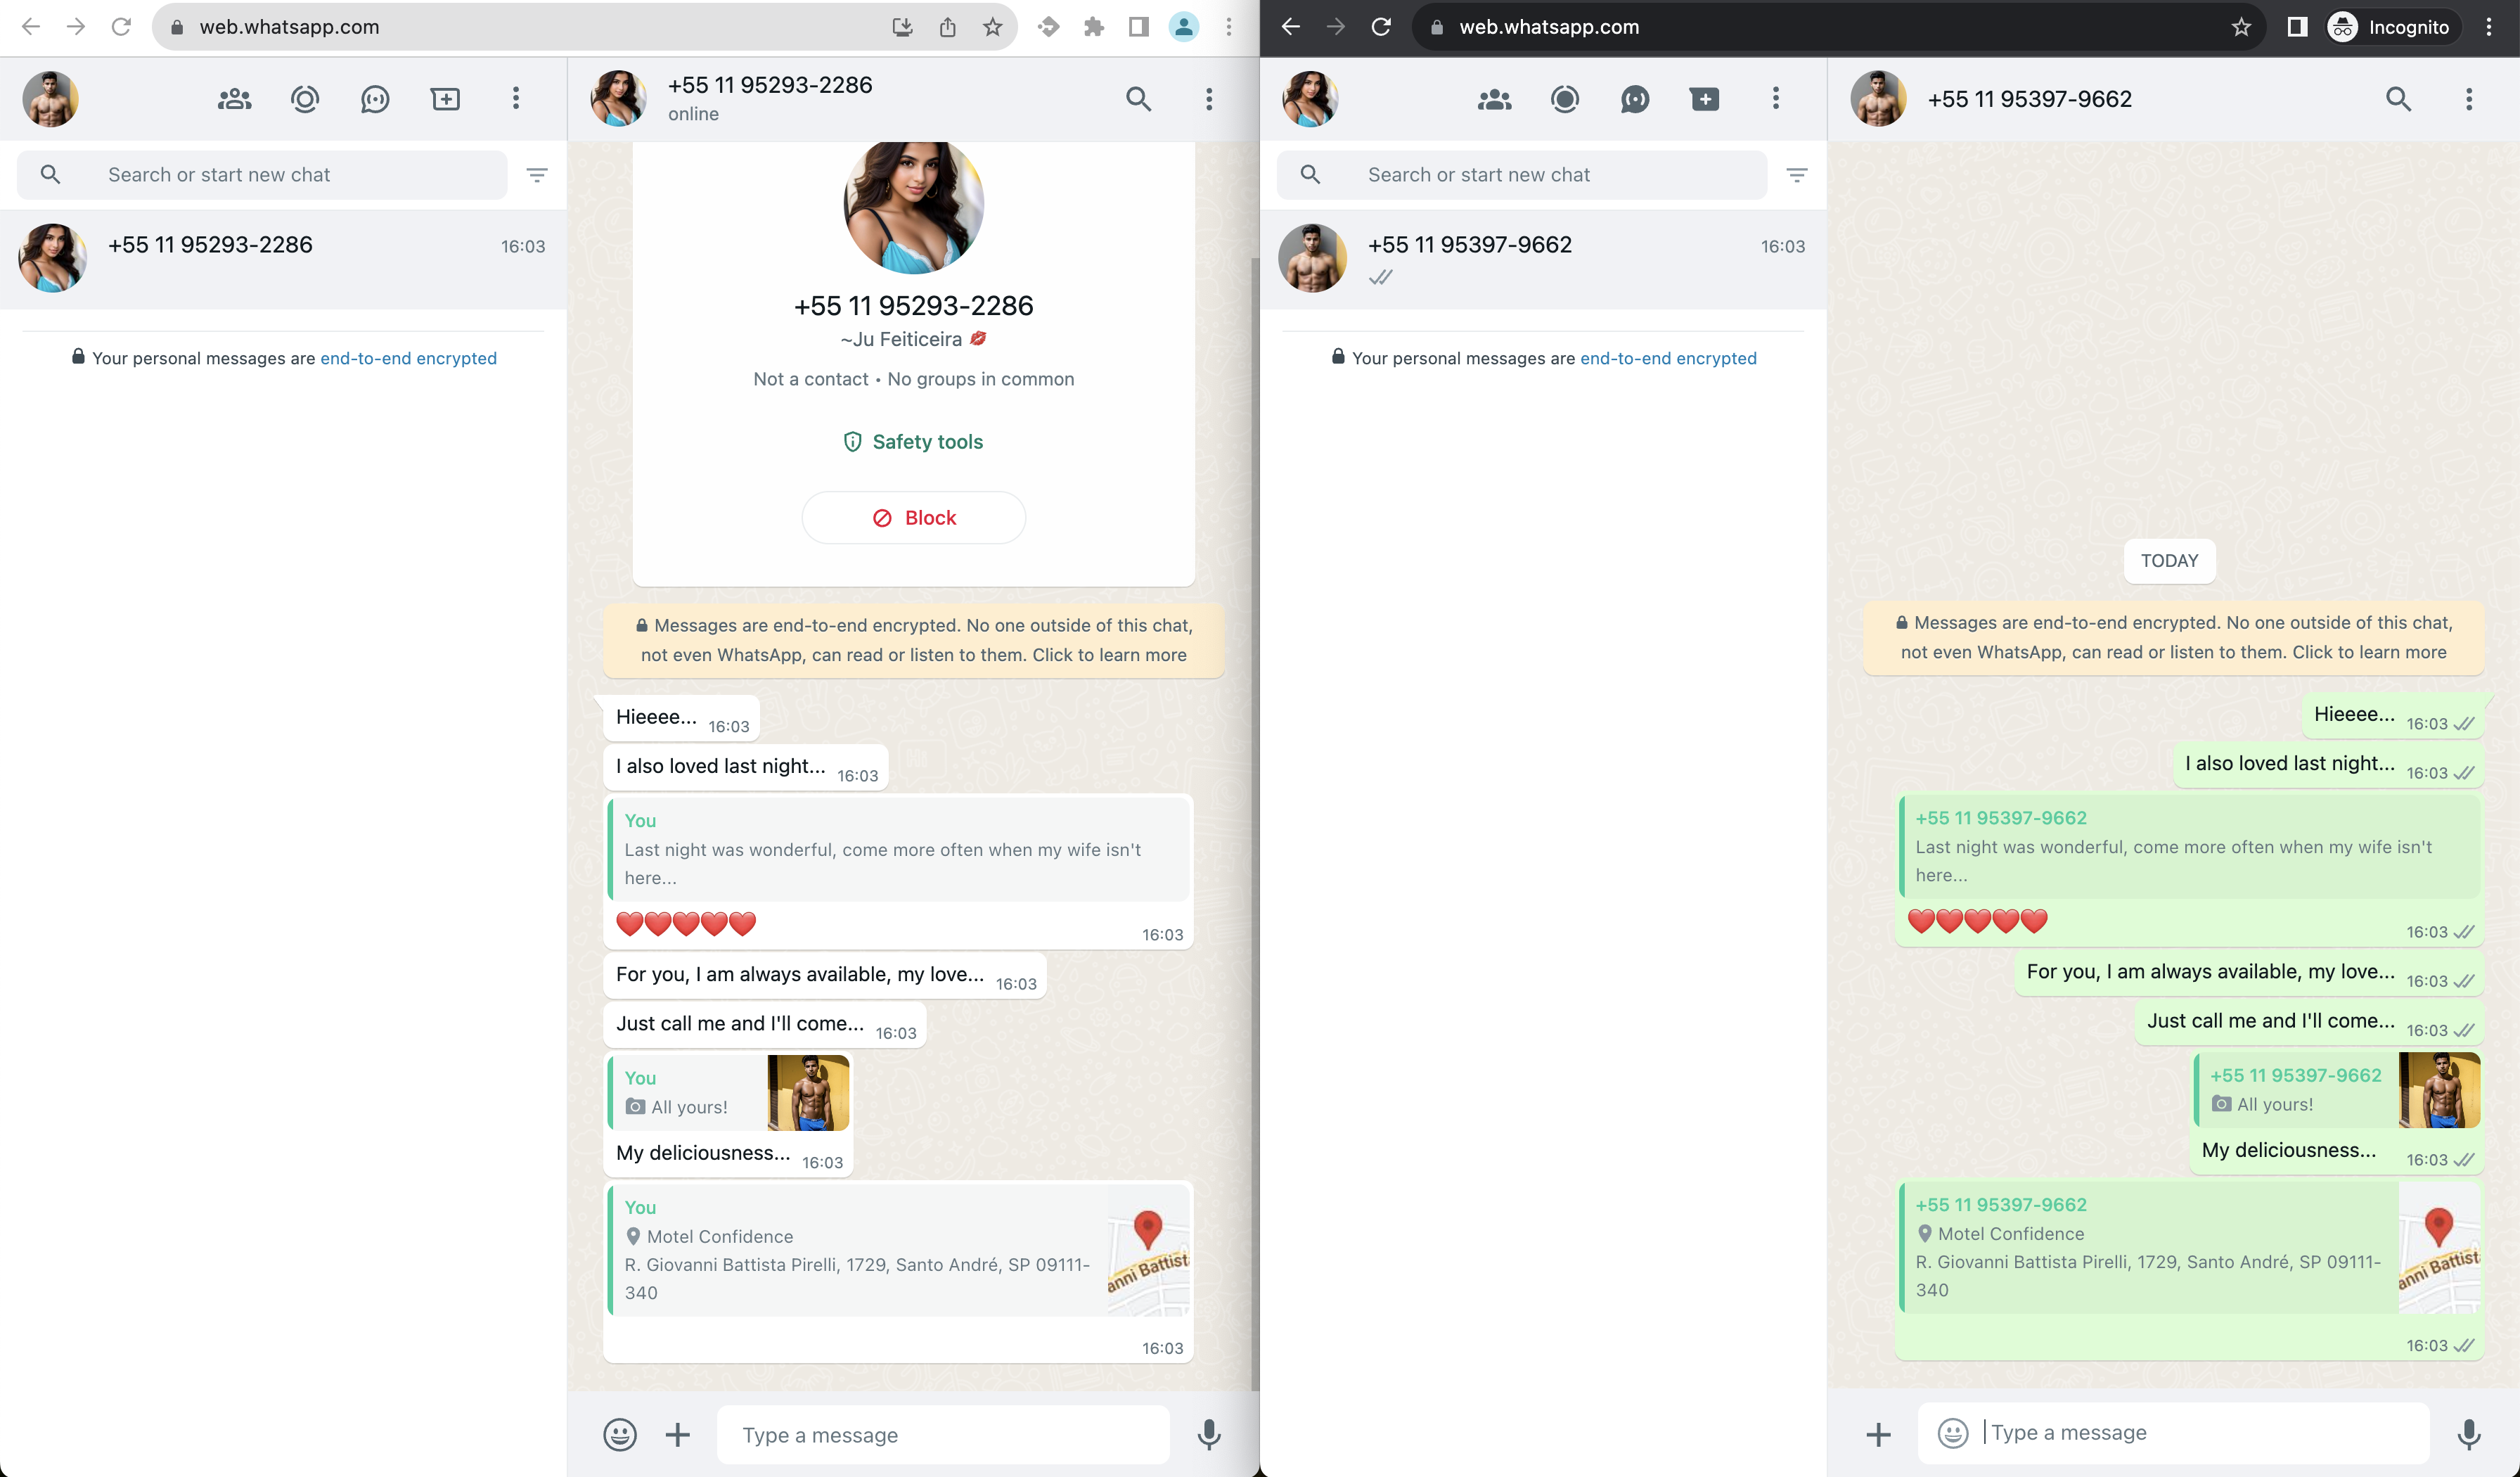 web.whatsapp.com
+55 11 95293-2286
online
Search or start new chat
+55 11 95293-2286
16:03
Your personal messages are end-to-end encrypted
+55 11 95293-2286
~Ju Feiticeira 💋
Not a contact • No groups in common
Safety tools
Block
Messages are end-to-end encrypted. No one outside of this chat,
not even WhatsApp, can read or listen to them. Click to learn more
Hieeee... 16:03
I also loved last night... 16:03
You
Last night was wonderful, come more often when my wife isn't
here...
❤️❤️❤️❤️❤️
16:03
For you, I am always available, my love... 16:03
Just call me and I'll come... 16:03
You
All yours!
My deliciousness... 16:03
You
Motel Confidence
R. Giovanni Battista Pirelli, 1729, Santo André, SP 09111-
340
anni Battist
16:03
Type a message
web.whatsapp.com
Incognito
+55 11 95397-9662
Search or start new chat
+55 11 95397-9662
16:03
Your personal messages are end-to-end encrypted
TODAY
Messages are end-to-end encrypted. No one outside of this chat,
not even WhatsApp, can read or listen to them. Click to learn more
Hieeee... 16:03
I also loved last night... 16:03
+55 11 95397-9662
Last night was wonderful, come more often when my wife isn't
here...
❤️❤️❤️❤️❤️
16:03
For you, I am always available, my love... 16:03
Just call me and I'll come... 16:03
+55 11 95397-9662
All yours!
My deliciousness... 16:03
+55 11 95397-9662
Motel Confidence
R. Giovanni Battista Pirelli, 1729, Santo André, SP 09111-
340
anni Battist
16:03
Type a message